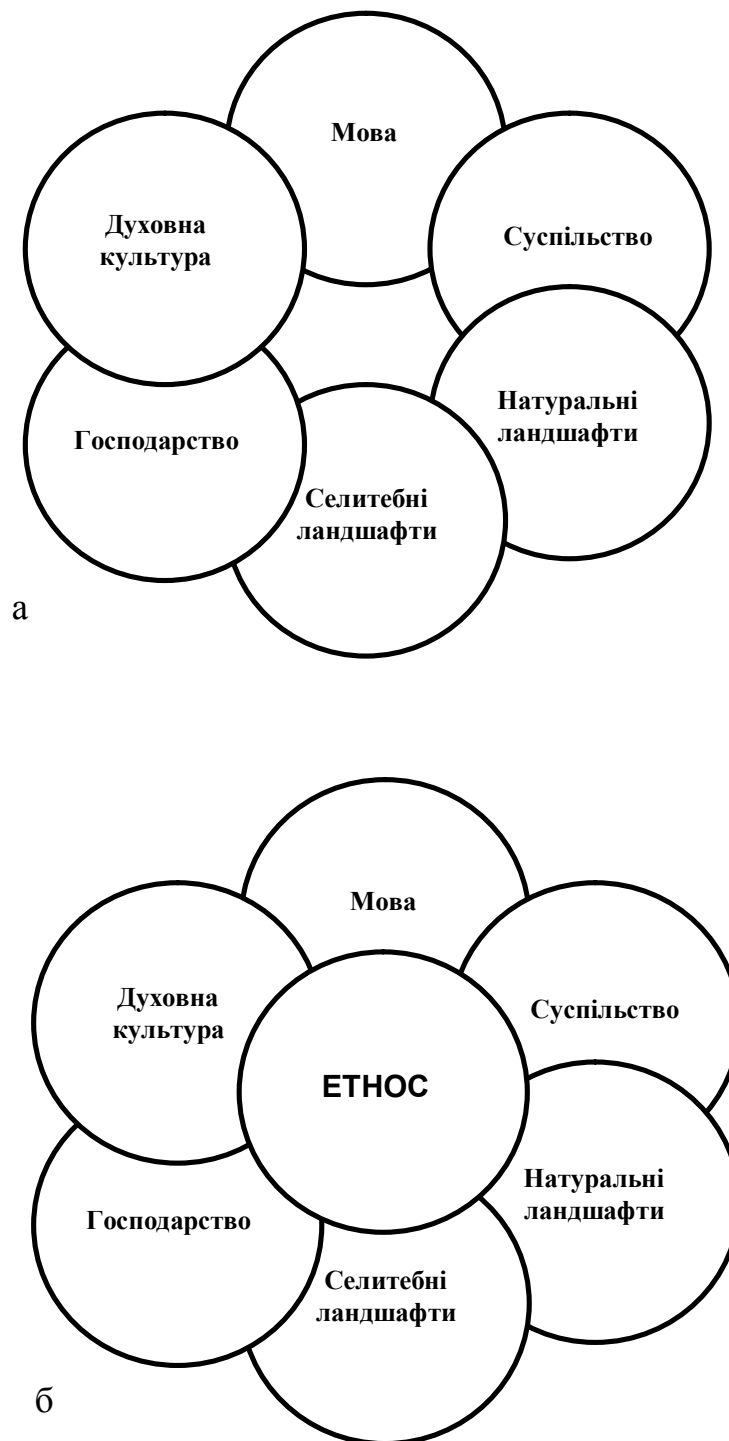 Мова
Духовна
культура
Суспільство
Натуральні
ландшафти
Господарство
Селитебні
ландшафти
а
Мова
Духовна
культура
Суспільство
ЕТНОС
Натуральні
ландшафти
Господарство
Селитебні
ландшафти
б